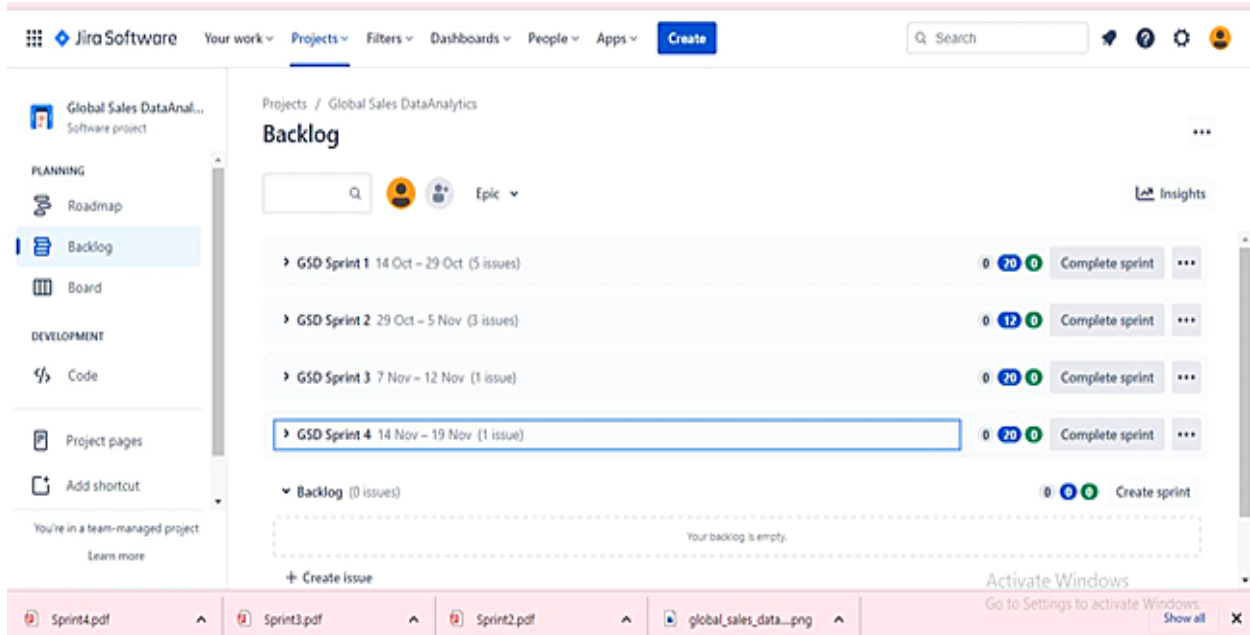 Jira Software Your work Projects Filters Dashboards People Apps Create Search
Global Sales DataAnal...
Software project
PLANNING
Roadmap
Backlog
Board
DEVELOPMENT
Code
Project pages
Add shortcut
You're in a team-managed project
Learn more
Projects / Global Sales DataAnalytics
Backlog
Epic Insights
GSD Sprint 1 14 Oct – 29 Oct (5 issues) 0 20 0 Complete sprint
GSD Sprint 2 29 Oct – 5 Nov (3 issues) 0 12 0 Complete sprint
GSD Sprint 3 7 Nov – 12 Nov (1 issue) 0 20 0 Complete sprint
GSD Sprint 4 14 Nov – 19 Nov (1 issue) 0 20 0 Complete sprint
Backlog (0 issues) 0 0 0 Create sprint
Your backlog is empty.
+ Create issue
Activate Windows
Go to Settings to activate Windows.
Sprint4.pdf Sprint3.pdf Sprint2.pdf global_sales_data....png Show all